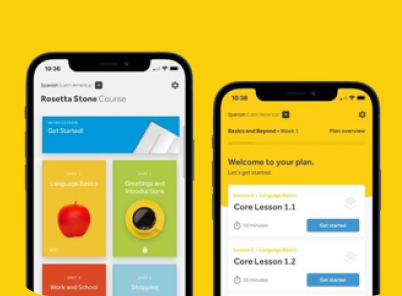 10:36
Spanish (Latin America)
Rosetta Stone Course
INTRO LESSON
Get Started!
UNIT 1
Language Basics
UNIT 2
Greetings and
Introductions
UNIT 3
Work and School
UNIT 4
Shopping
10:36
Spanish (Latin America)
Basics and Beyond • Week 1
Plan overview
Welcome to your plan.
Let's get started.
Lesson 1 • Language Basics
Core Lesson 1.1
10 minutes
Get started
Lesson 2 • Language Basics
Core Lesson 1.2
10 minutes
Get started